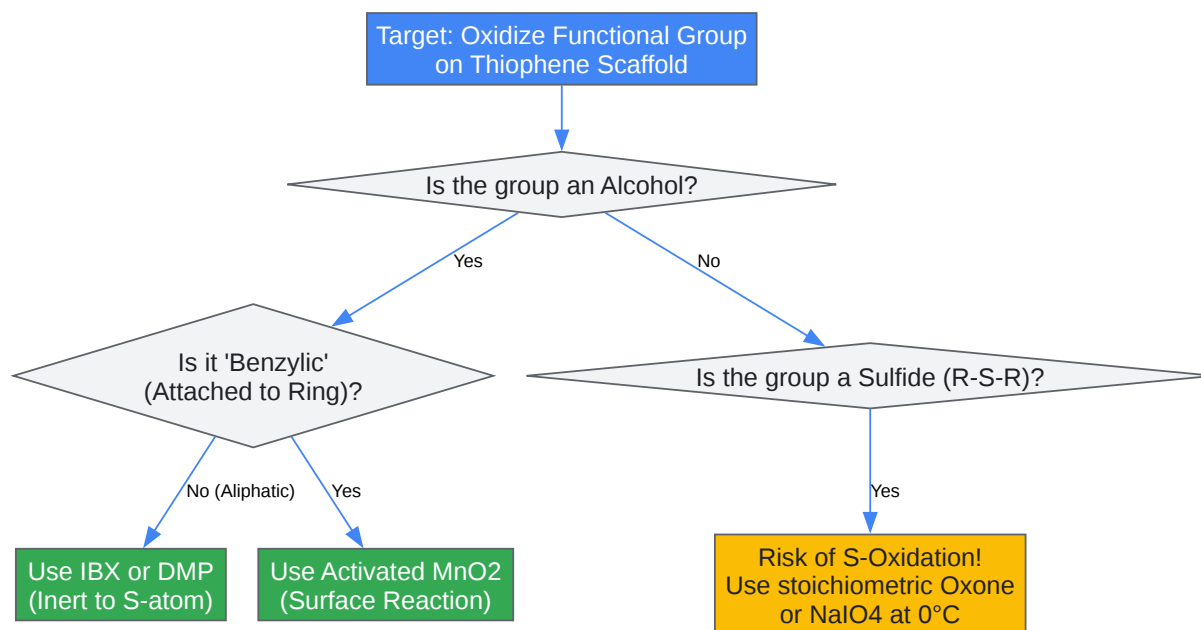 Target: Oxidize Functional Group
on Thiophene Scaffold
Is the group an Alcohol?
Yes
No
Is it 'Benzylic'
(Attached to Ring)?
Is the group a Sulfide (R-S-R)?
No (Aliphatic)
Yes
Yes
Use IBX or DMP
(Inert to S-atom)
Use Activated MnO2
(Surface Reaction)
Risk of S-Oxidation!
Use stoichiometric Oxone
or NaIO4 at 0°C